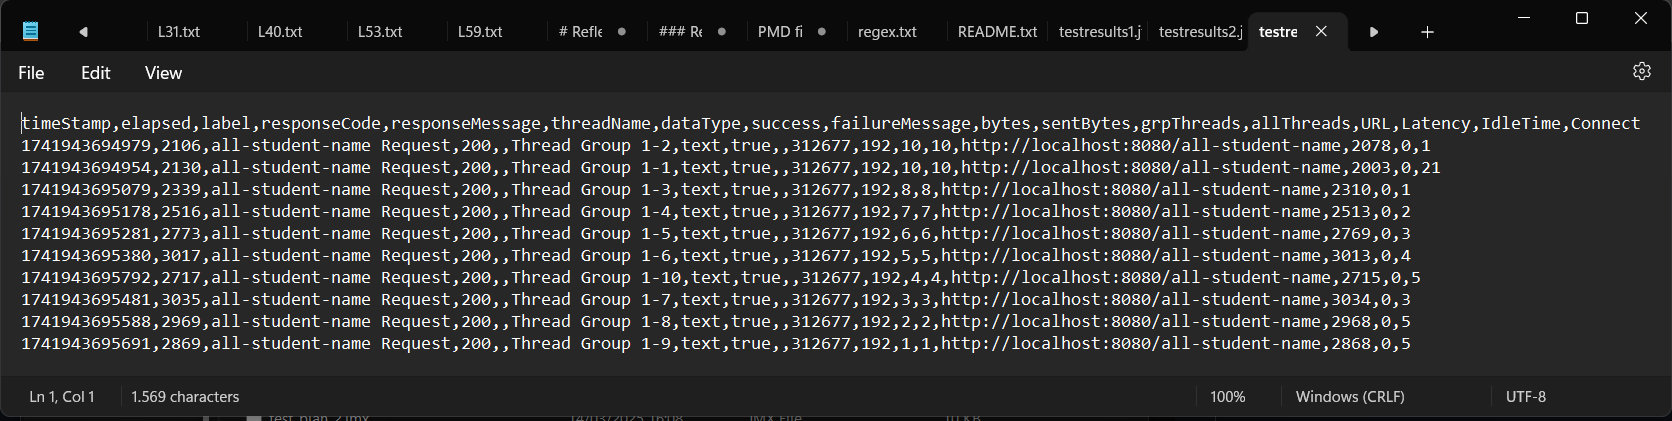 L31.txt L40.txt L53.txt L59.txt # Refle ### Re PMD fi regex.txt README.txt testresults1.j testresults2.j testre
File Edit View
timeStamp,elapsed,label,responseCode,responseMessage,threadName,dataType,success,failureMessage,bytes,sentBytes,grpThreads,allThreads,URL,Latency,IdleTime,Connect
1741943694979,2106,all-student-name Request,200,,Thread Group 1-2,text,true,,312677,192,10,10,http://localhost:8080/all-student-name,2078,0,1
1741943694954,2130,all-student-name Request,200,,Thread Group 1-1,text,true,,312677,192,10,10,http://localhost:8080/all-student-name,2003,0,21
1741943695079,2339,all-student-name Request,200,,Thread Group 1-3,text,true,,312677,192,8,8,http://localhost:8080/all-student-name,2310,0,1
1741943695178,2516,all-student-name Request,200,,Thread Group 1-4,text,true,,312677,192,7,7,http://localhost:8080/all-student-name,2513,0,2
1741943695281,2773,all-student-name Request,200,,Thread Group 1-5,text,true,,312677,192,6,6,http://localhost:8080/all-student-name,2769,0,3
1741943695380,3017,all-student-name Request,200,,Thread Group 1-6,text,true,,312677,192,5,5,http://localhost:8080/all-student-name,3013,0,4
1741943695792,2717,all-student-name Request,200,,Thread Group 1-10,text,true,,312677,192,4,4,http://localhost:8080/all-student-name,2715,0,5
1741943695481,3035,all-student-name Request,200,,Thread Group 1-7,text,true,,312677,192,3,3,http://localhost:8080/all-student-name,3034,0,3
1741943695588,2969,all-student-name Request,200,,Thread Group 1-8,text,true,,312677,192,2,2,http://localhost:8080/all-student-name,2968,0,5
1741943695691,2869,all-student-name Request,200,,Thread Group 1-9,text,true,,312677,192,1,1,http://localhost:8080/all-student-name,2868,0,5
Ln 1, Col 1 1.569 characters 100% Windows (CRLF) UTF-8